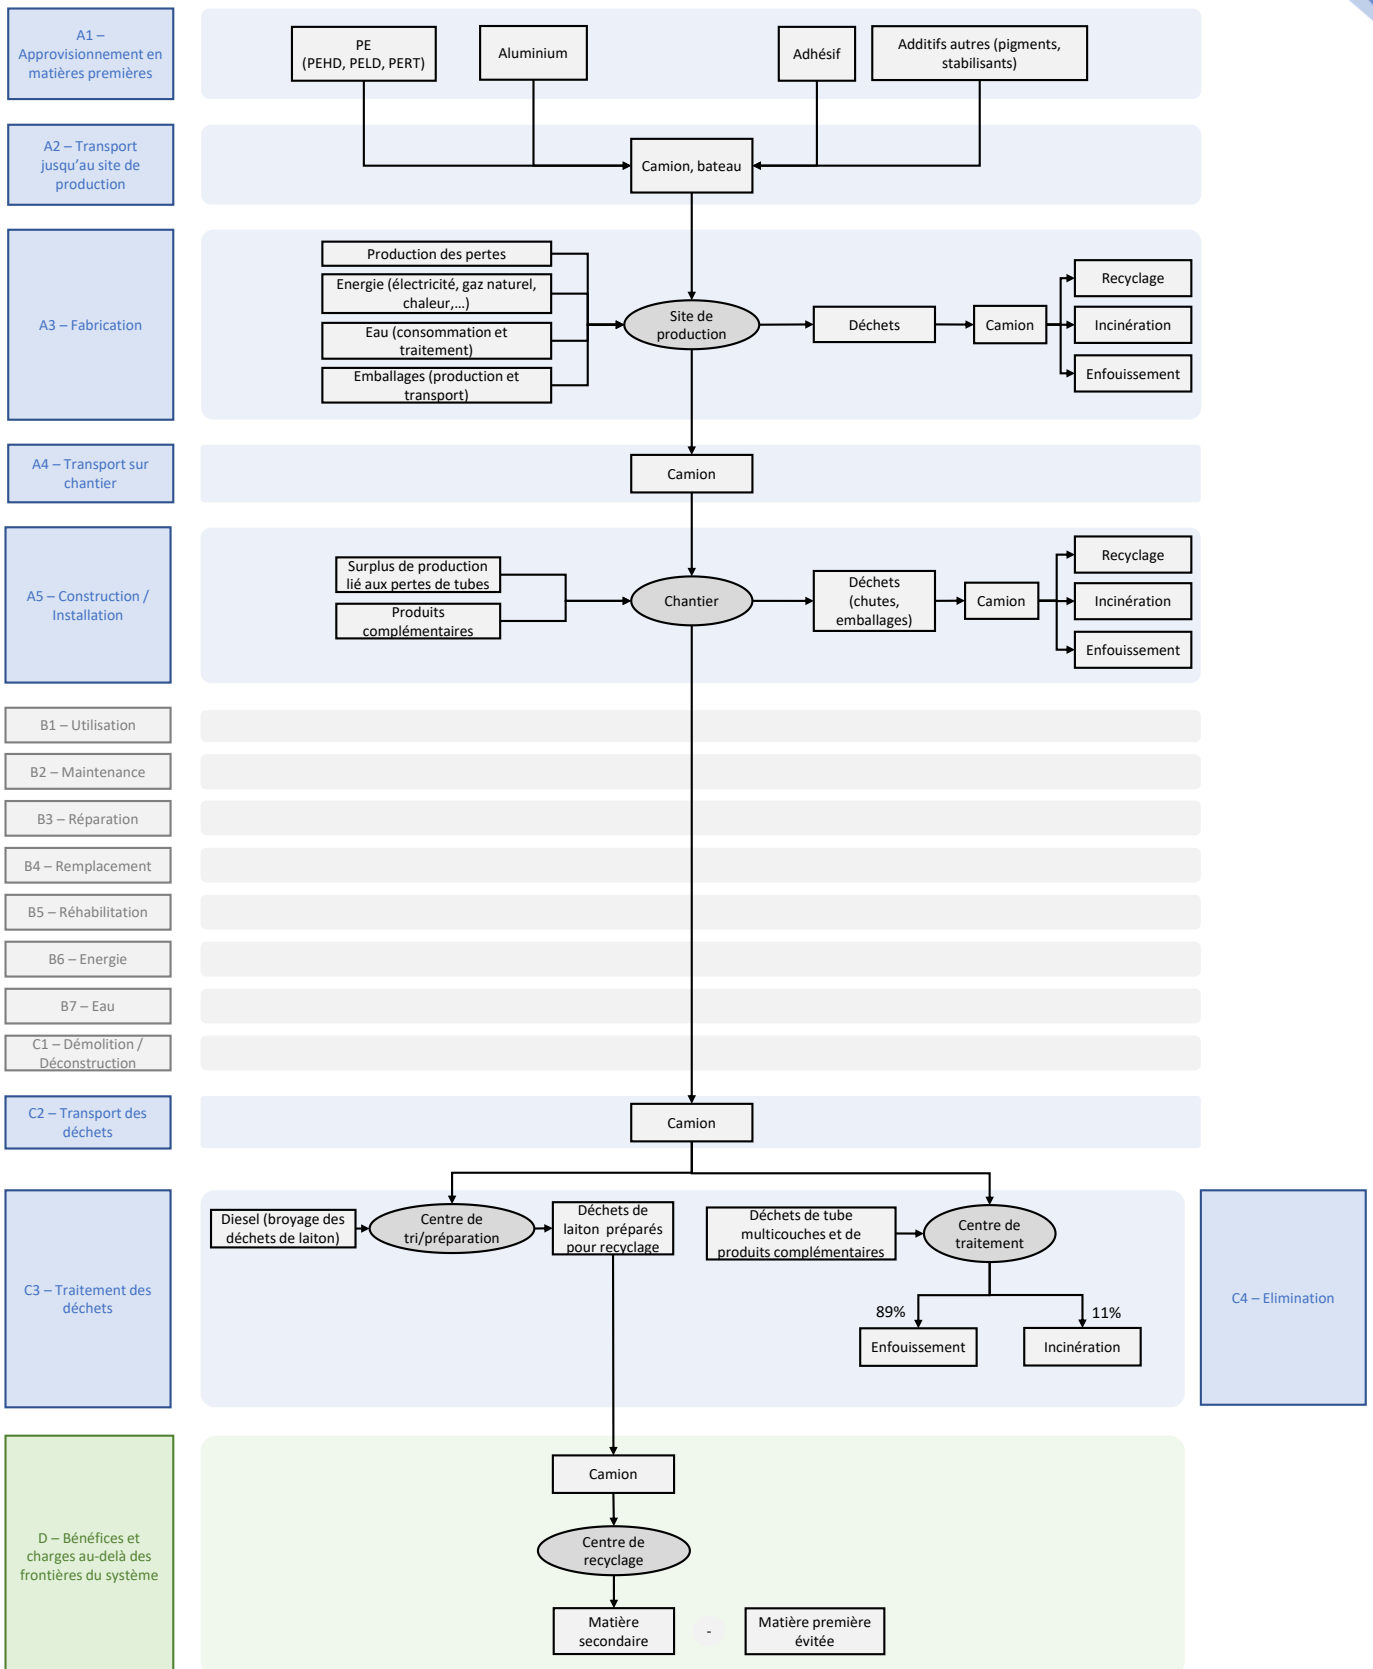 A1 –
Approvisionnement en
matières premières
PE
(PEHD, PELD, PERT)
Aluminium
Adhésif
Additifs autres (pigments,
stabilisants)
A2 – Transport
jusqu'au site de
production
Camion, bateau
A3 – Fabrication
Production des pertes
Energie (électricité, gaz naturel,
chaleur,...)
Eau (consommation et
traitement)
Emballages (production et
transport)
Site de
production
Déchets
Camion
Recyclage
Incinération
Enfouissement
A4 – Transport sur
chantier
Camion
A5 – Construction /
Installation
Surplus de production
lié aux pertes de tubes
Produits
complémentaires
Chantier
Déchets
(chutes,
emballages)
Camion
Recyclage
Incinération
Enfouissement
B1 – Utilisation
B2 – Maintenance
B3 – Réparation
B4 – Remplacement
B5 – Réhabilitation
B6 – Energie
B7 – Eau
C1 – Démolition /
Déconstruction
C2 – Transport des
déchets
Camion
C3 – Traitement des
déchets
Diesel (broyage des
déchets de laiton)
Centre de
tri/préparation
Déchets de
laiton préparés
pour recyclage
Déchets de tube
multicouches et de
produits complémentaires
Centre de
traitement
89%
11%
Enfouissement
Incinération
C4 – Elimination
D – Bénéfices et
charges au-delà des
frontières du système
Camion
Centre de
recyclage
Matière
secondaire
-
Matière première
évitée